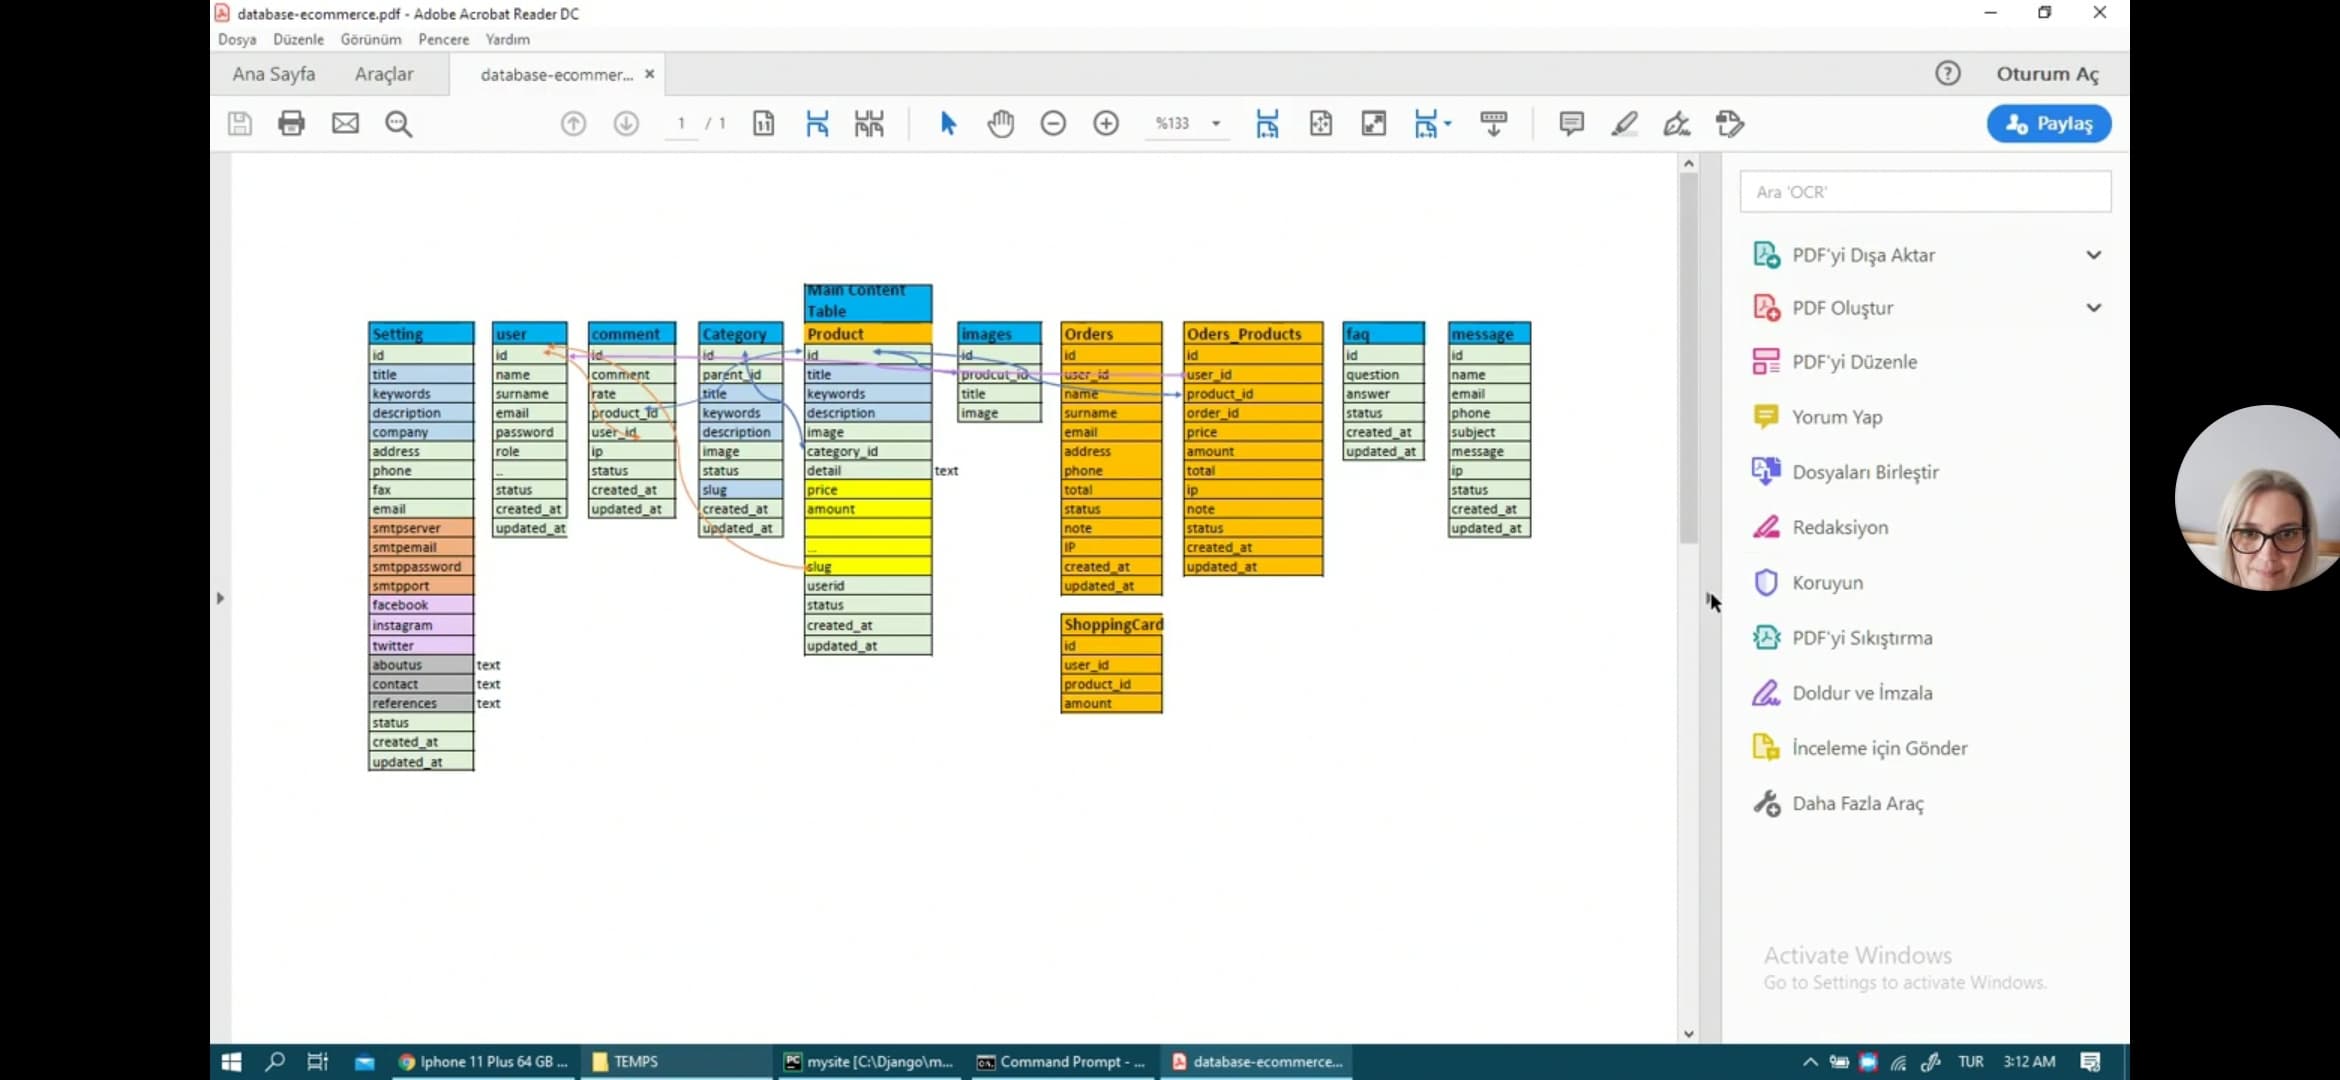 database-ecommerce.pdf - Adobe Acrobat Reader DC
Dosya Düzenle Görünüm Pencere Yardım
Ana Sayfa Araçlar database-ecommer... × Oturum Aç
1 / 1 %133 Paylaş
Ara 'OCR'
PDF'yi Dışa Aktar
PDF Oluştur
PDF'yi Düzenle
Yorum Yap
Dosyaları Birleştir
Redaksiyon
Koruyun
PDF'yi Sıkıştırma
Doldur ve İmzala
İnceleme için Gönder
Daha Fazla Araç
Setting
id
title
keywords
description
company
address
phone
fax
email
smtpserver
smtpemail
smtppassword
smtpport
facebook
instagram
twitter
aboutus text
contact text
references text
status
created_at
updated_at
user
id
name
surname
email
password
role
..
status
created_at
updated_at
comment
id
comment
rate
product_id
user_id
ip
status
created_at
updated_at
Category
id
parent_id
title
keywords
description
image
status
slug
created_at
updated_at
Main Content
Table
Product
id
title
keywords
description
image
category_id
detail text
price
amount
...
slug
userid
status
created_at
updated_at
images
id
prodcut_id
title
image
Orders
id
user_id
name
surname
email
address
phone
total
status
note
IP
created_at
updated_at
ShoppingCard
id
user_id
product_id
amount
Oders_Products
id
user_id
product_id
order_id
price
amount
total
ip
note
status
created_at
updated_at
faq
id
question
answer
status
created_at
updated_at
message
id
name
email
phone
subject
message
ip
status
created_at
updated_at
Activate Windows
Go to Settings to activate Windows.
Iphone 11 Plus 64 GB ... TEMPS mysite [C:\Django\m... Command Prompt - ... database-ecommerce... TUR 3:12 AM